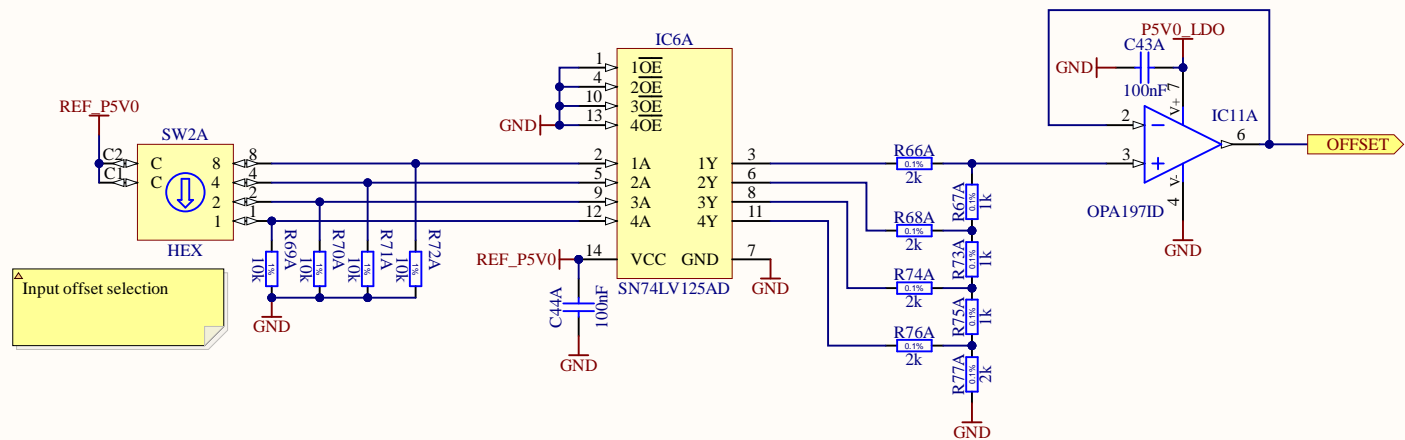 REF_P5V0
SW2A
C2
C1
C
C
8
4
2
1
8
4
2
1
HEX
Input offset selection
R69A
10k
1%
R70A
10k
1%
R71A
10k
1%
R72A
10k
1%
GND
IC6A
1
4
10
13
1OE
2OE
3OE
4OE
GND
2
5
9
12
1A
2A
3A
4A
1Y
2Y
3Y
4Y
3
6
8
11
REF_P5V0
14
VCC
GND
7
GND
SN74LV125AD
C44A
100nF
GND
R66A
0.1%
2k
R67A
0.1%
1k
R68A
0.1%
2k
R73A
0.1%
1k
R74A
0.1%
2k
R75A
0.1%
1k
R76A
0.1%
2k
R77A
0.1%
2k
GND
P5V0_LDO
C43A
GND
100nF
7
V+
IC11A
2
3
6
V-
4
OPA197ID
GND
OFFSET